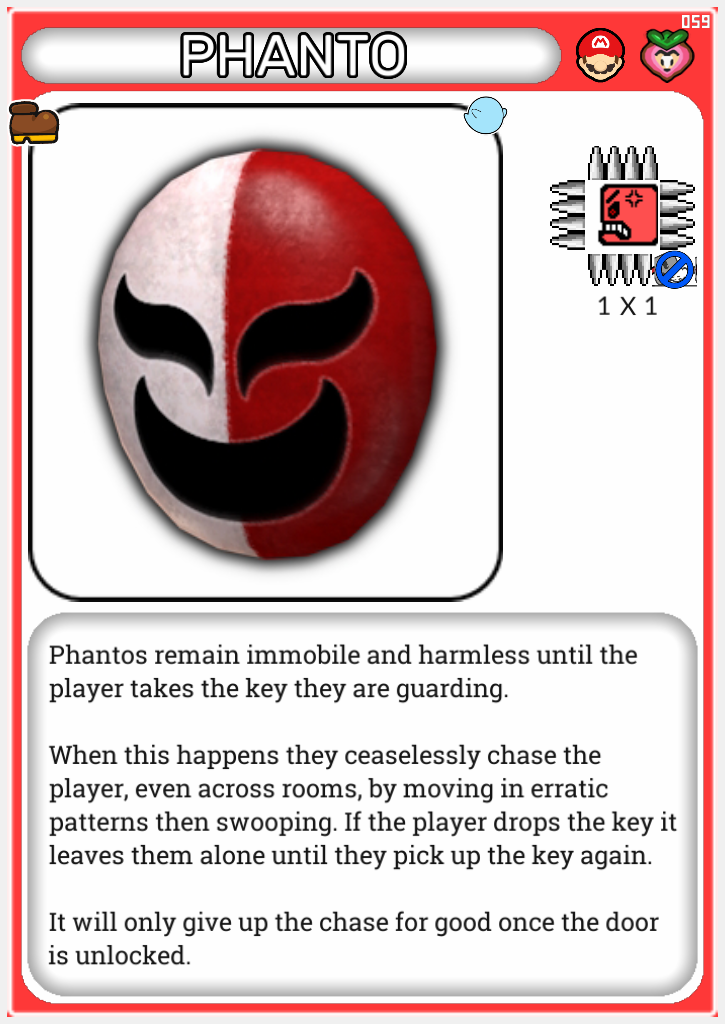 059
PHANTO
1 X 1
Phantos remain immobile and harmless until the
player takes the key they are guarding.
When this happens they ceaselessly chase the
player, even across rooms, by moving in erratic
patterns then swooping. If the player drops the key it
leaves them alone until they pick up the key again.
It will only give up the chase for good once the door
is unlocked.